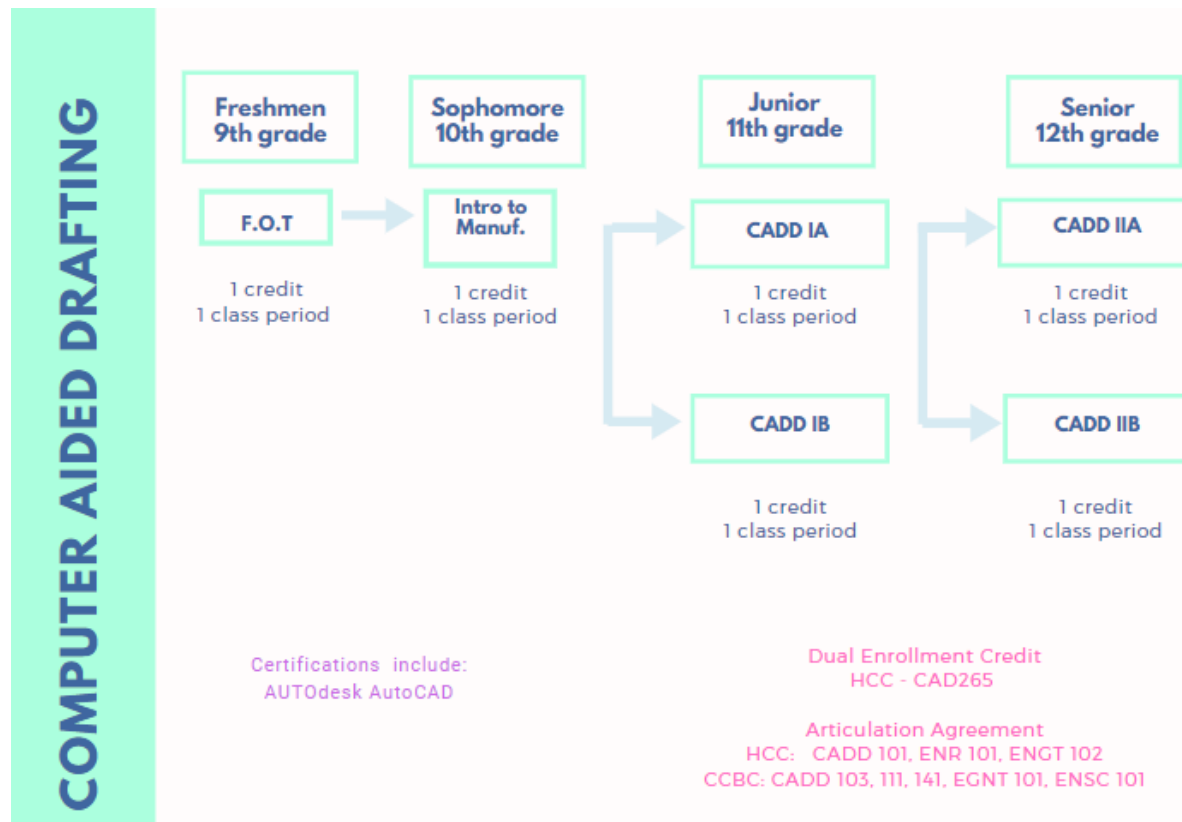 COMPUTER AIDED DRAFTING
Freshmen
9th grade
Sophomore
10th grade
Junior
11th grade
Senior
12th grade
F.O.T
Intro to
Manuf.
CADD IA
CADD IIA
1 credit
1 class period
1 credit
1 class period
1 credit
1 class period
1 credit
1 class period
CADD IB
CADD IIB
1 credit
1 class period
1 credit
1 class period
Certifications include:
AUTOdesk AutoCAD
Dual Enrollment Credit
HCC - CAD265
Articulation Agreement
HCC: CADD 101, ENR 101, ENGT 102
CCBC: CADD 103, 111, 141, EGNT 101, ENSC 101